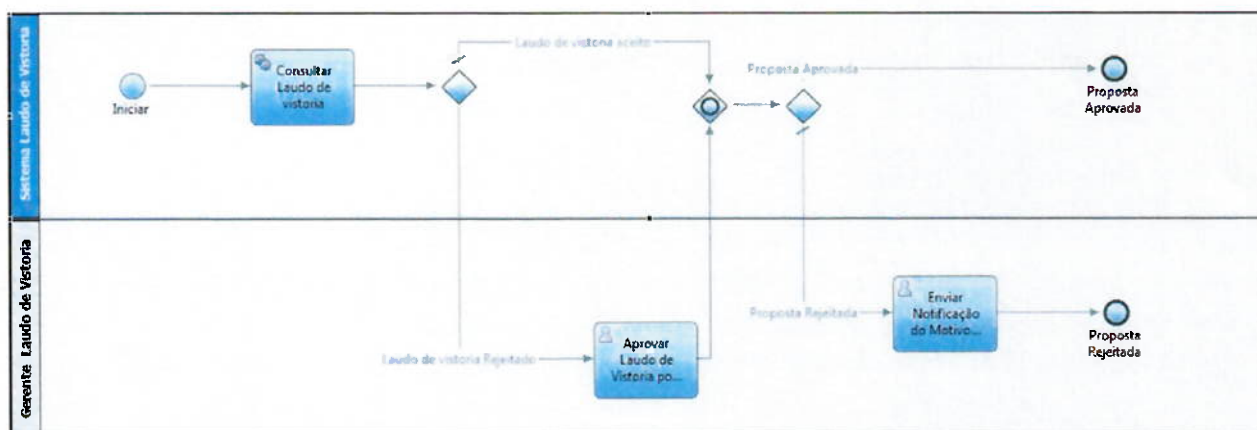 Sistema Laudo de Vistoria
Iniciar
Consultar
Laudo de
vistoria
Laudo de vistoria aceito
Proposta Aprovada
Proposta
Aprovada
Gerente Laudo de Vistoria
Laudo de vistoria Rejeitado
Aprovar
Laudo de
Vistoria po...
Proposta Rejeitada
Enviar
Notificação
do Motivo...
Proposta
Rejeitada